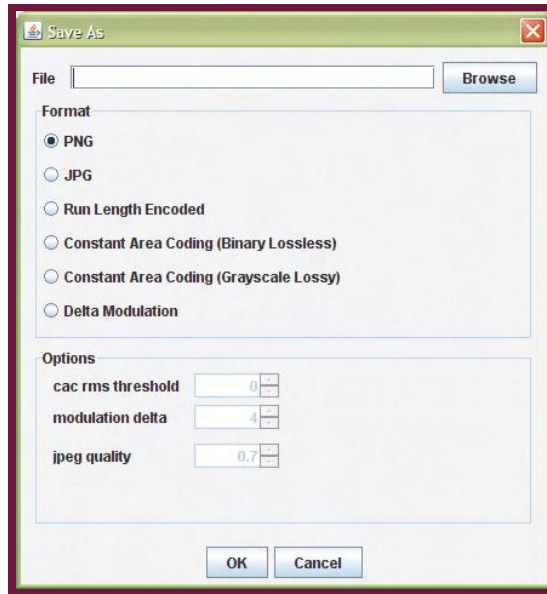 Save As
File Browse
Format
PNG
JPG
Run Length Encoded
Constant Area Coding (Binary Lossless)
Constant Area Coding (Grayscale Lossy)
Delta Modulation
Options
cac rms threshold 0
modulation delta 4
jpeg quality 0.7
OK Cancel